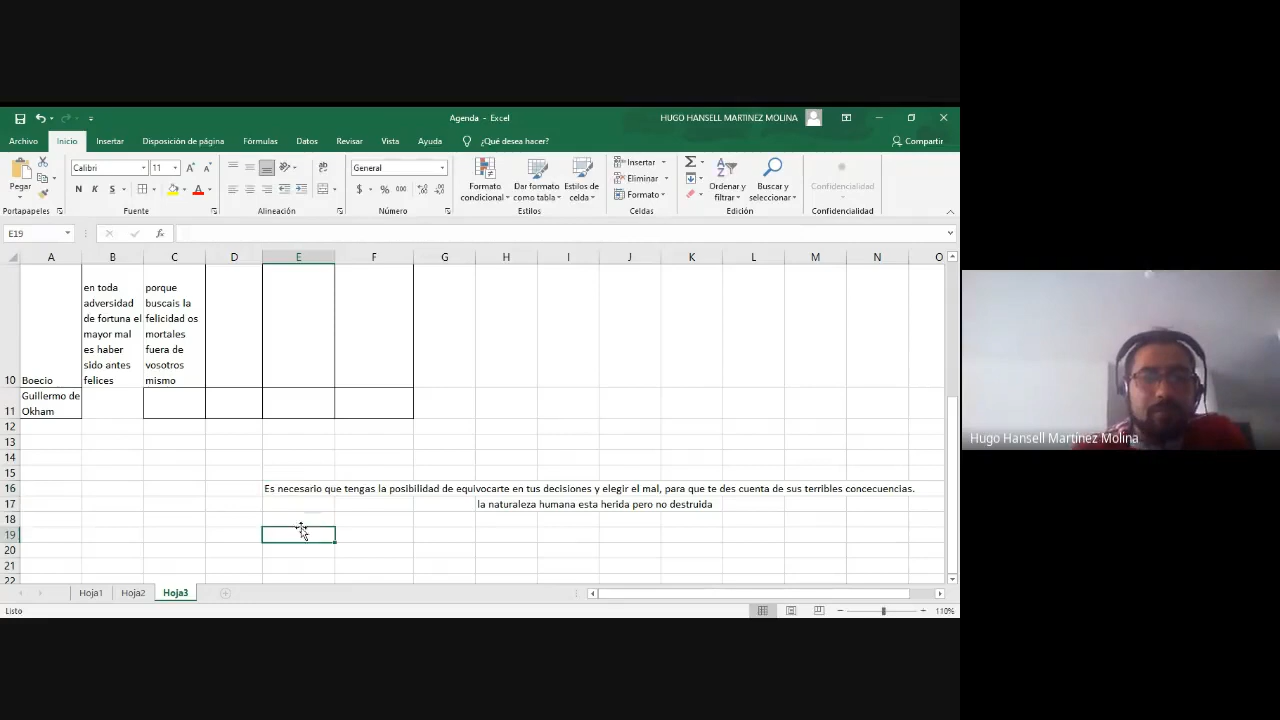 Agenda - Excel
HUGO HANSELL MARTINEZ MOLINA
Archivo Inicio Insertar Disposición de página Fórmulas Datos Revisar Vista Ayuda ¿Qué desea hacer? Compartir
Pegar
Calibri 11
N K S
General
$ % 000
Formato condicional
Dar formato como tabla
Estilos de celda
Insertar
Eliminar
Formato
Ordenar y filtrar
Buscar y seleccionar
Confidencialidad
Portapapeles Fuente Alineación Número Estilos Celdas Edición Confidencialidad
E19 fx
A B C D E F G H I J K L M N O
en toda
adversidad
de fortuna el
mayor mal
es haber
sido antes
felices
porque
buscais la
felicidad os
mortales
fuera de
vosotros
mismo
10 Boecio
Guillermo de
11 Okham
12
13
14
15
16 Es necesario que tengas la posibilidad de equivocarte en tus decisiones y elegir el mal, para que te des cuenta de sus terribles concecuencias.
17 la naturaleza humana esta herida pero no destruida
18
19
20
21
22
Hoja1 Hoja2 Hoja3
Listo
110%
Hugo Hansell Martínez Molina